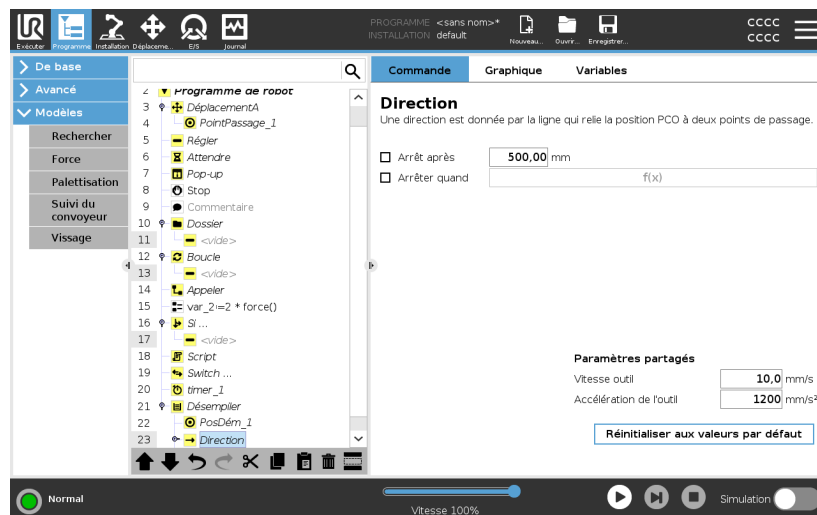 PROGRAMME <sans nom>*
INSTALLATION default
cccc
cccc
Exécuter Programme Installation Déplaceme... E/S Journal
Nouveau... Ouvrir... Enregistrer...
De base
Avancé
Modèles
Rechercher
Force
Palettisation
Suivi du
convoyeur
Vissage
2 Programme de robot
3 DéplacementA
4 PointPassage_1
5 Régler
6 Attendre
7 Pop-up
8 Stop
9 Commentaire
10 Dossier
11 <vide>
12 Boucle
13 <vide>
14 Appeler
15 var_2:=2 * force()
16 Si ...
17 <vide>
18 Script
19 Switch ...
20 timer_1
21 Désempiler
22 PosDém_1
23 Direction
Commande Graphique Variables
Direction
Une direction est donnée par la ligne qui relie la position PCO à deux points de passage.
Arrêt après 500,00 mm
Arrêter quand f(x)
Paramètres partagés
Vitesse outil 10,0 mm/s
Accélération de l'outil 1200 mm/s²
Réinitialiser aux valeurs par défaut
Normal
Vitesse 100%
Simulation